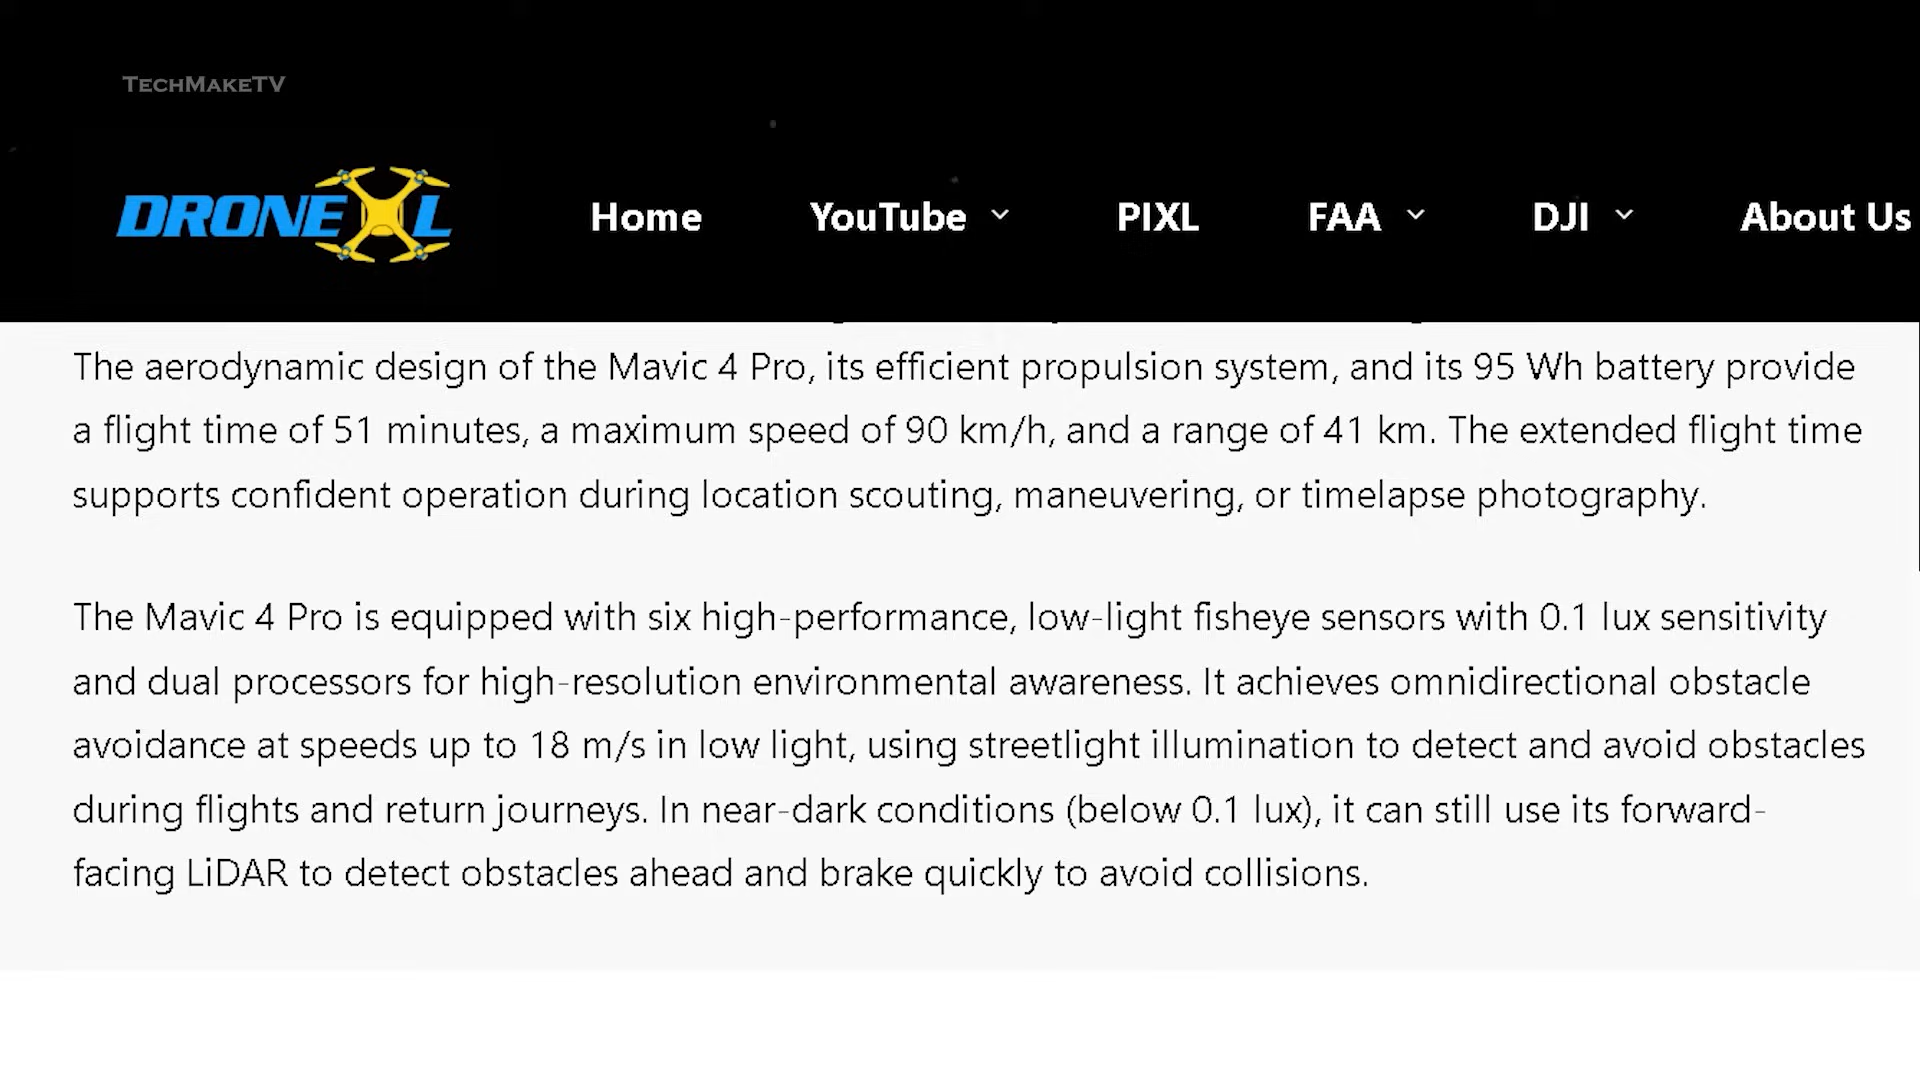 TECHMAKETV
DRONEXL
Home
YouTube
PIXL
FAA
DJI
About Us
The aerodynamic design of the Mavic 4 Pro, its efficient propulsion system, and its 95 Wh battery provide
a flight time of 51 minutes, a maximum speed of 90 km/h, and a range of 41 km. The extended flight time
supports confident operation during location scouting, maneuvering, or timelapse photography.
The Mavic 4 Pro is equipped with six high-performance, low-light fisheye sensors with 0.1 lux sensitivity
and dual processors for high-resolution environmental awareness. It achieves omnidirectional obstacle
avoidance at speeds up to 18 m/s in low light, using streetlight illumination to detect and avoid obstacles
during flights and return journeys. In near-dark conditions (below 0.1 lux), it can still use its forward-
facing LiDAR to detect obstacles ahead and brake quickly to avoid collisions.